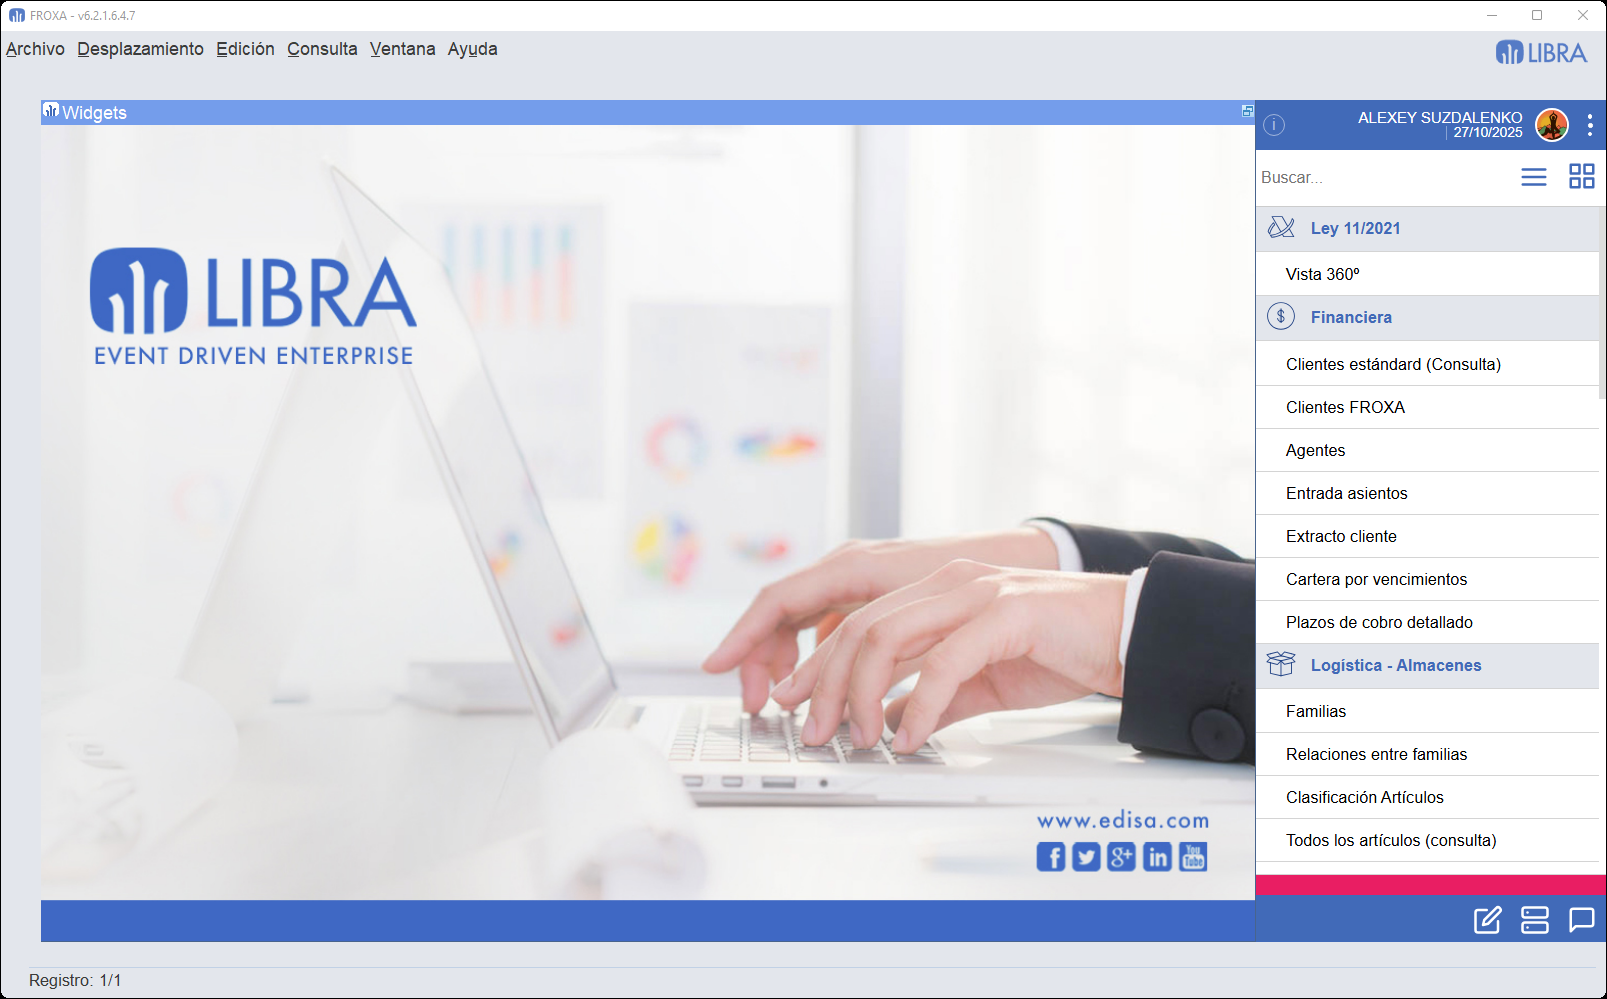 FROXA - v6.2.1.6.4.7
Archivo Desplazamiento Edición Consulta Ventana Ayuda
LIBRA
Widgets
ALEXEY SUZDALENKO
27/10/2025
Buscar...
Ley 11/2021
Vista 360º
Financiera
Clientes estándard (Consulta)
Clientes FROXA
Agentes
Entrada asientos
Extracto cliente
Cartera por vencimientos
Plazos de cobro detallado
Logística - Almacenes
Familias
Relaciones entre familias
Clasificación Artículos
Todos los artículos (consulta)
LIBRA
EVENT DRIVEN ENTERPRISE
www.edisa.com
f g+ in You Tube
Registro: 1/1